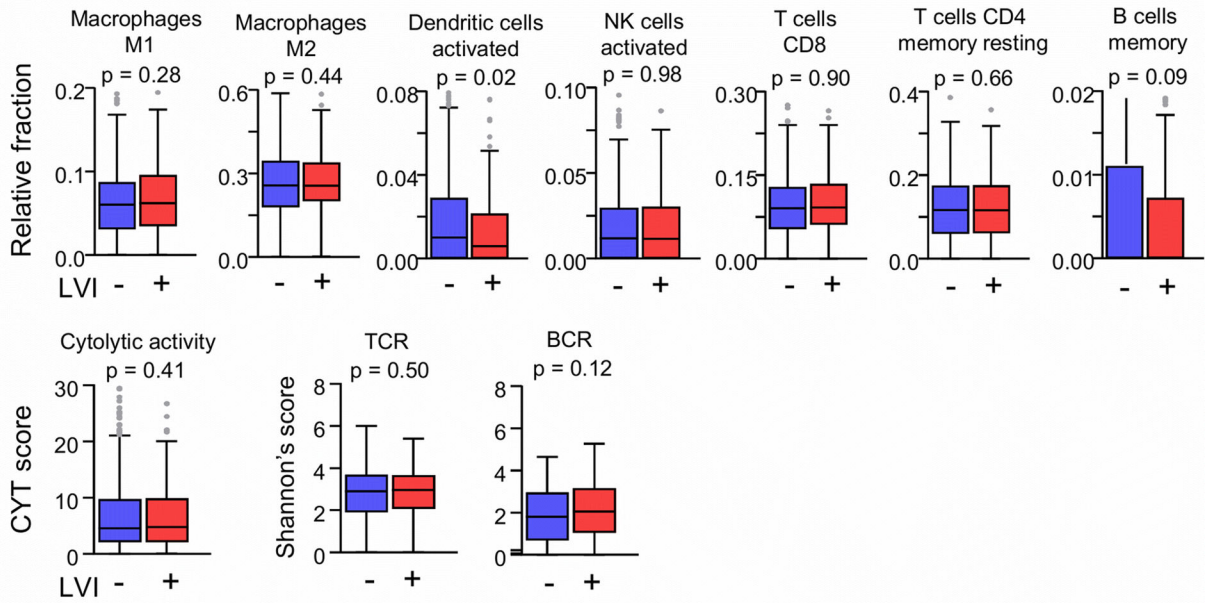 Macrophages
M1
p = 0.28
Relative fraction
0.2
0.1
0.0
LVI - +
Macrophages
M2
p = 0.44
0.6
0.3
0.0
- +
Dendritic cells
activated
p = 0.02
0.08
0.04
0.00
- +
NK cells
activated
p = 0.98
0.10
0.05
0.00
- +
T cells
CD8
p = 0.90
0.30
0.15
0.00
- +
T cells CD4
memory resting
p = 0.66
0.4
0.2
0.0
- +
B cells
memory
p = 0.09
0.02
0.01
0.00
- +
Cytolytic activity
p = 0.41
CYT score
30
20
10
0
LVI - +
TCR
p = 0.50
Shannon's score
8
6
4
2
0
- +
BCR
p = 0.12
8
6
4
2
0
- +